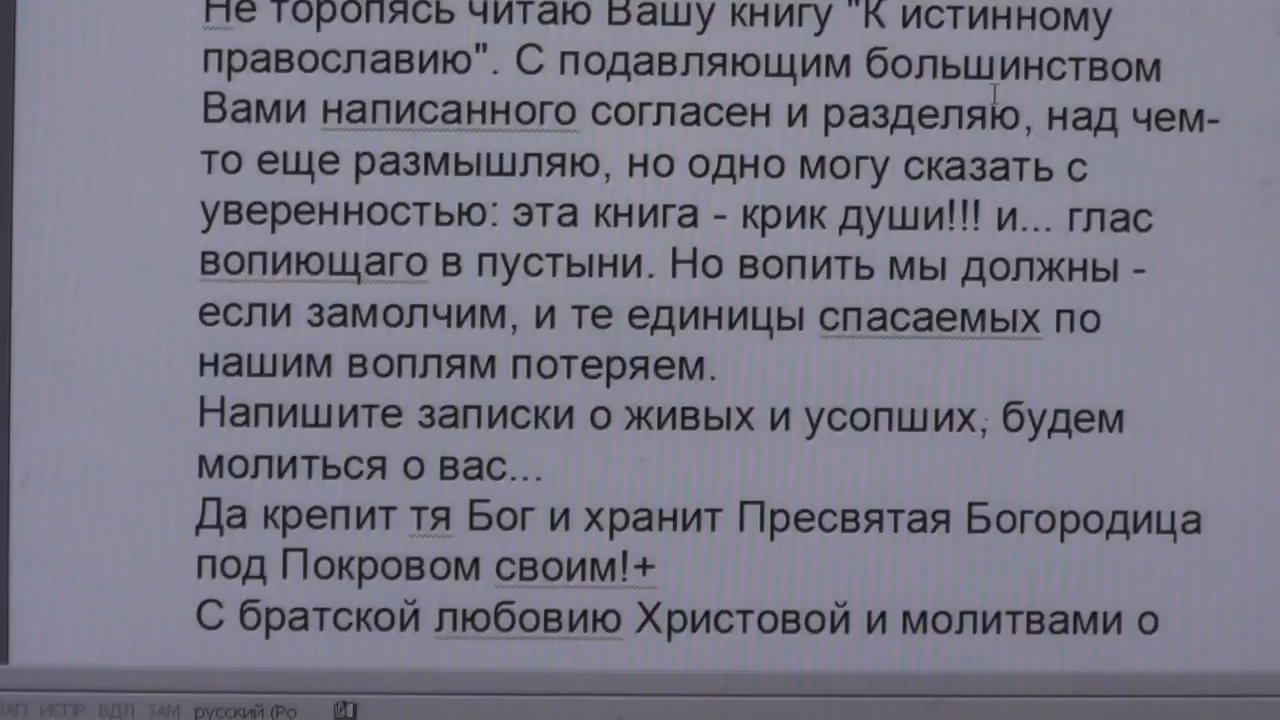 Не торопясь читаю Вашу книгу "К истинному
православию". С подавляющим большинством
Вами написанного согласен и разделяю, над чем-
то еще размышляю, но одно могу сказать с
уверенностью: эта книга - крик души!!! и... глас
вопиющаго в пустыни. Но вопить мы должны -
если замолчим, и те единицы спасаемых по
нашим воплям потеряем.
Напишите записки о живых и усопших, будем
молиться о вас...
Да крепит тя Бог и хранит Пресвятая Богородица
под Покровом своим!+
С братской любовию Христовой и молитвами о
ЗАП ИСПР ВДЛ ЗАМ русский (Ро